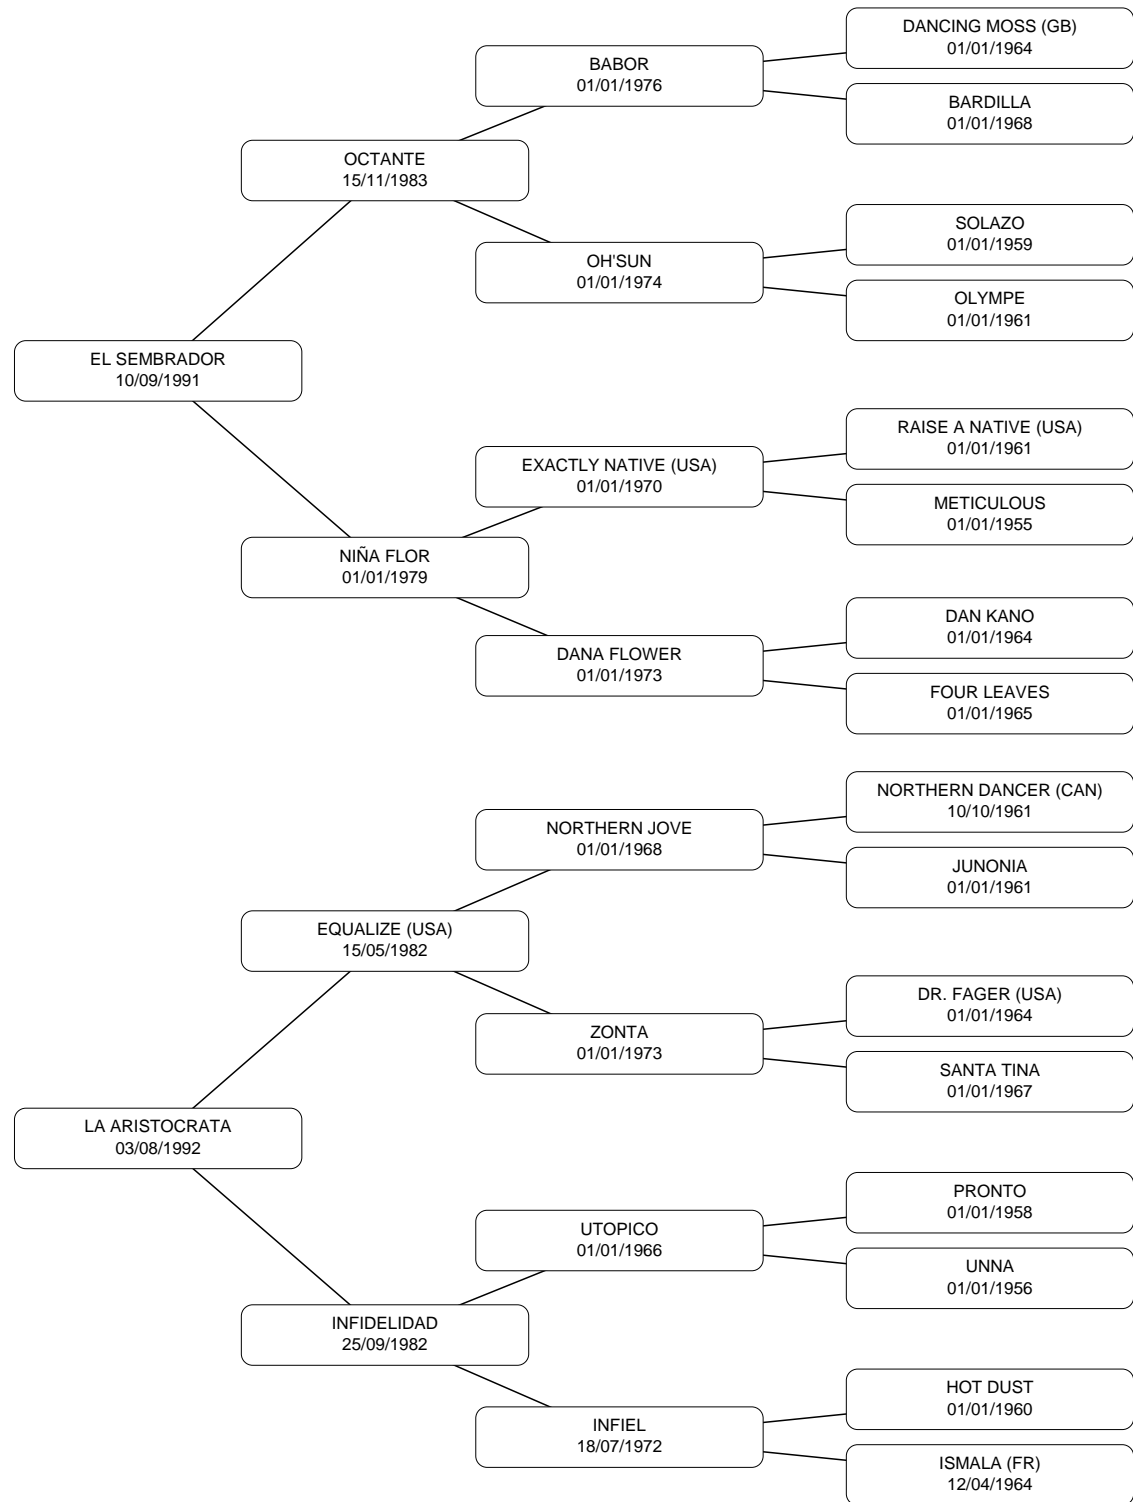 DANCING MOSS (GB)
01/01/1964
BABOR
01/01/1976
BARDILLA
01/01/1968
OCTANTE
15/11/1983
SOLAZO
01/01/1959
OH'SUN
01/01/1974
OLYMPE
01/01/1961
EL SEMBRADOR
10/09/1991
RAISE A NATIVE (USA)
01/01/1961
EXACTLY NATIVE (USA)
01/01/1970
METICULOUS
01/01/1955
NIÑA FLOR
01/01/1979
DAN KANO
01/01/1964
DANA FLOWER
01/01/1973
FOUR LEAVES
01/01/1965
NORTHERN DANCER (CAN)
10/10/1961
NORTHERN JOVE
01/01/1968
JUNONIA
01/01/1961
EQUALIZE (USA)
15/05/1982
DR. FAGER (USA)
01/01/1964
ZONTA
01/01/1973
SANTA TINA
01/01/1967
LA ARISTOCRATA
03/08/1992
PRONTO
01/01/1958
UTOPICO
01/01/1966
UNNA
01/01/1956
INFIDELIDAD
25/09/1982
HOT DUST
01/01/1960
INFIEL
18/07/1972
ISMALA (FR)
12/04/1964